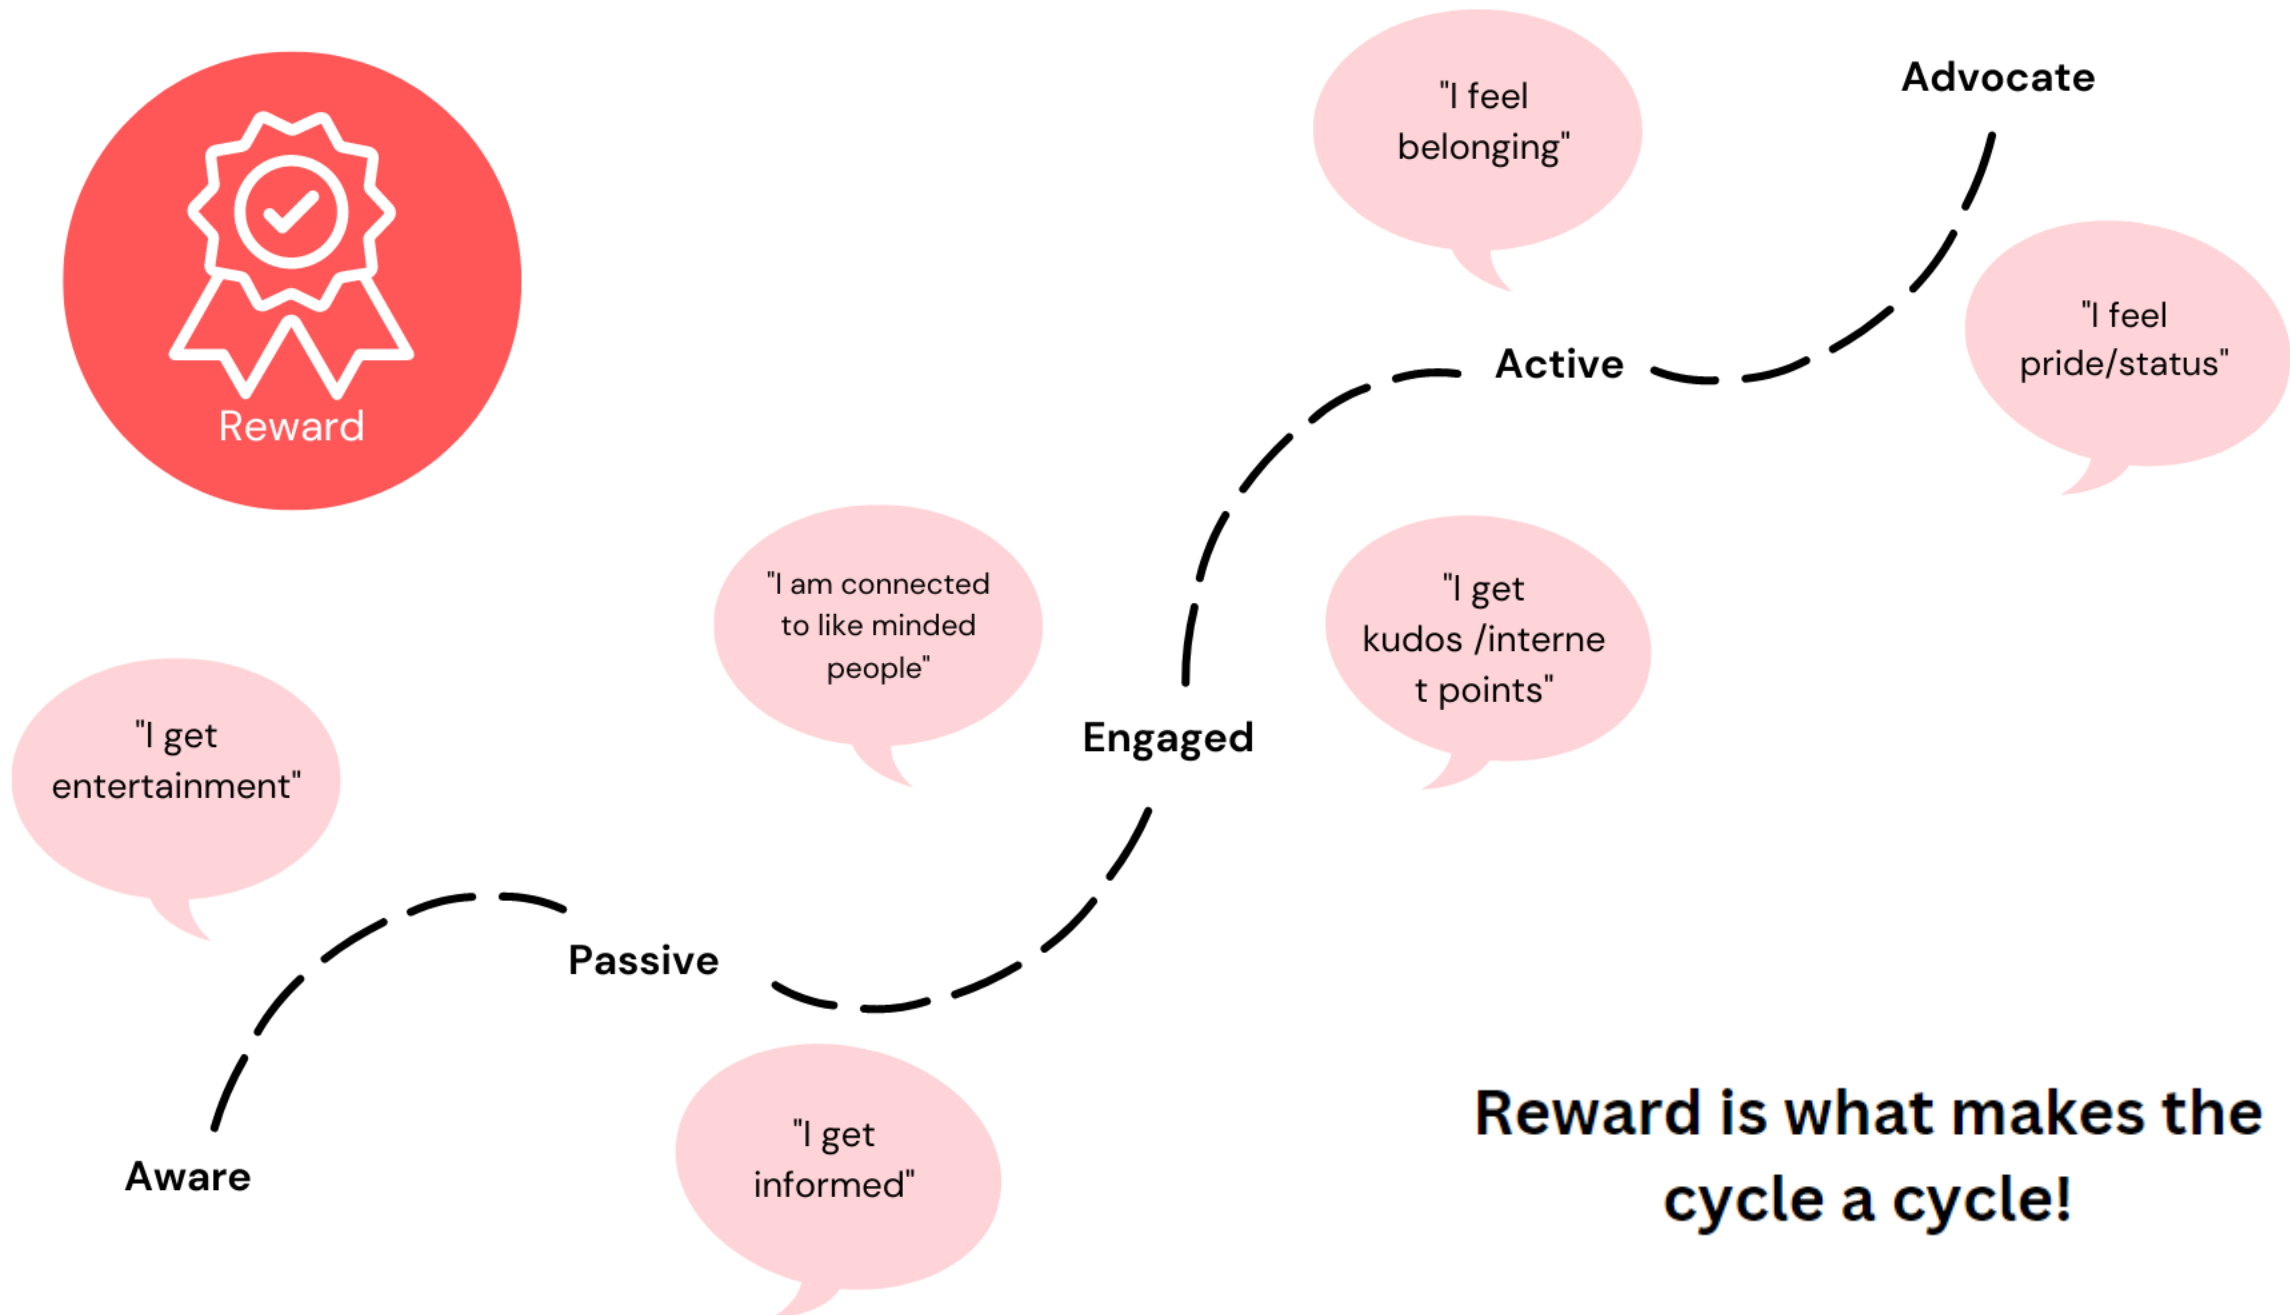 Reward
"I get
entertainment"
Aware
Passive
"I get
informed"
"I am connected
to like minded
people"
Engaged
"I get
kudos /interne
t points"
"I feel
belonging"
Active
Advocate
"I feel
pride/status"
Reward is what makes the
cycle a cycle!